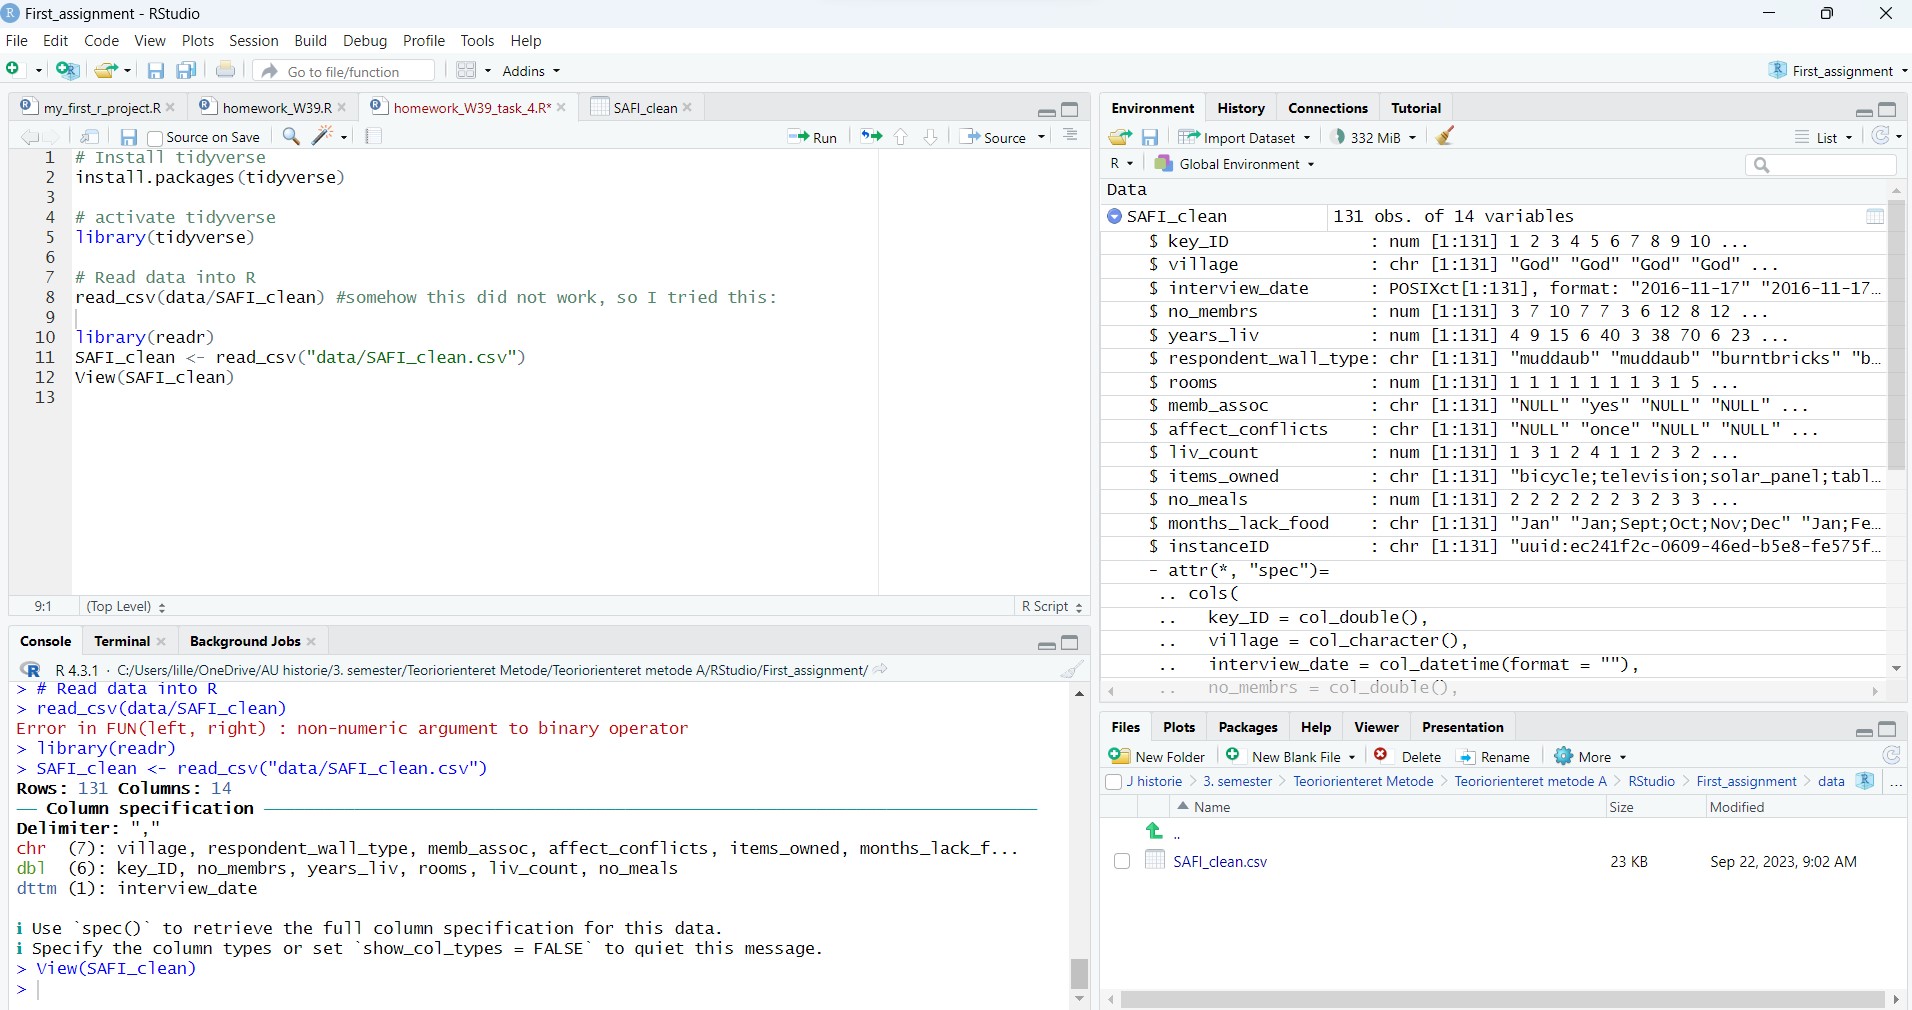 First_assignment - RStudio
File Edit Code View Plots Session Build Debug Profile Tools Help
Go to file/function Addins First_assignment
my_first_r_project.R homework_W39.R homework_W39_task_4.R* SAFI_clean
Source on Save Run Source
1 # Install tidyverse
2 install.packages(tidyverse)
3
4 # activate tidyverse
5 library(tidyverse)
6
7 # Read data into R
8 read_csv(data/SAFI_clean) #somehow this did not work, so I tried this:
9
10 library(readr)
11 SAFI_clean <- read_csv("data/SAFI_clean.csv")
12 View(SAFI_clean)
13
9:1 (Top Level) R Script
Console Terminal Background Jobs
R 4.3.1 · C:/Users/lille/OneDrive/AU historie/3. semester/Teoriorienteret Metode/Teoriorienteret metode A/RStudio/First_assignment/
> # Read data into R
> read_csv(data/SAFI_clean)
Error in FUN(left, right) : non-numeric argument to binary operator
> library(readr)
> SAFI_clean <- read_csv("data/SAFI_clean.csv")
Rows: 131 Columns: 14
— Column specification
Delimiter: ","
chr (7): village, respondent_wall_type, memb_assoc, affect_conflicts, items_owned, months_lack_f...
dbl (6): key_ID, no_membrs, years_liv, rooms, liv_count, no_meals
dttm (1): interview_date
i Use `spec()` to retrieve the full column specification for this data.
i Specify the column types or set `show_col_types = FALSE` to quiet this message.
> View(SAFI_clean)
>
Environment History Connections Tutorial
Import Dataset 332 MiB List
R Global Environment
Data
SAFI_clean 131 obs. of 14 variables
$ key_ID : num [1:131] 1 2 3 4 5 6 7 8 9 10 ...
$ village : chr [1:131] "God" "God" "God" "God" ...
$ interview_date : POSIXct[1:131], format: "2016-11-17" "2016-11-17...
$ no_membrs : num [1:131] 3 7 10 7 7 3 6 12 8 12 ...
$ years_liv : num [1:131] 4 9 15 6 40 3 38 70 6 23 ...
$ respondent_wall_type: chr [1:131] "muddaub" "muddaub" "burntbricks" "b...
$ rooms : num [1:131] 1 1 1 1 1 1 1 3 1 5 ...
$ memb_assoc : chr [1:131] "NULL" "yes" "NULL" "NULL" ...
$ affect_conflicts : chr [1:131] "NULL" "once" "NULL" "NULL" ...
$ liv_count : num [1:131] 1 3 1 2 4 1 1 2 3 2 ...
$ items_owned : chr [1:131] "bicycle;television;solar_panel;tabl...
$ no_meals : num [1:131] 2 2 2 2 2 2 3 2 3 3 ...
$ months_lack_food : chr [1:131] "Jan" "Jan;Sept;Oct;Nov;Dec" "Jan;Fe...
$ instanceID : chr [1:131] "uuid:ec241f2c-0609-46ed-b5e8-fe575f...
- attr(*, "spec")=
.. cols(
.. key_ID = col_double(),
.. village = col_character(),
.. interview_date = col_datetime(format = ""),
.. no_membrs = col_double(),
Files Plots Packages Help Viewer Presentation
New Folder New Blank File Delete Rename More
J historie > 3. semester > Teoriorienteret Metode > Teoriorienteret metode A > RStudio > First_assignment > data ...
Name Size Modified
..
SAFI_clean.csv 23 KB Sep 22, 2023, 9:02 AM